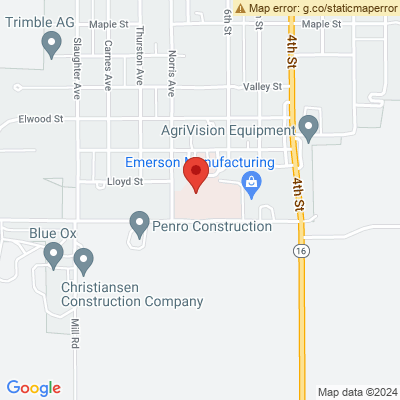 Map error: g.co/staticmaperror
Maple St
Maple St
Trimble AG
Slaughter Ave
Carnes Ave
Thurston Ave
Norris Ave
6th St
5th St
4th St
Valley St
Elwood St
AgriVision Equipment
Emerson Manufacturing
Lloyd St
4th St
Penro Construction
Blue Ox
16
Christiansen
Construction Company
Mill Rd
Google
Map data ©2024